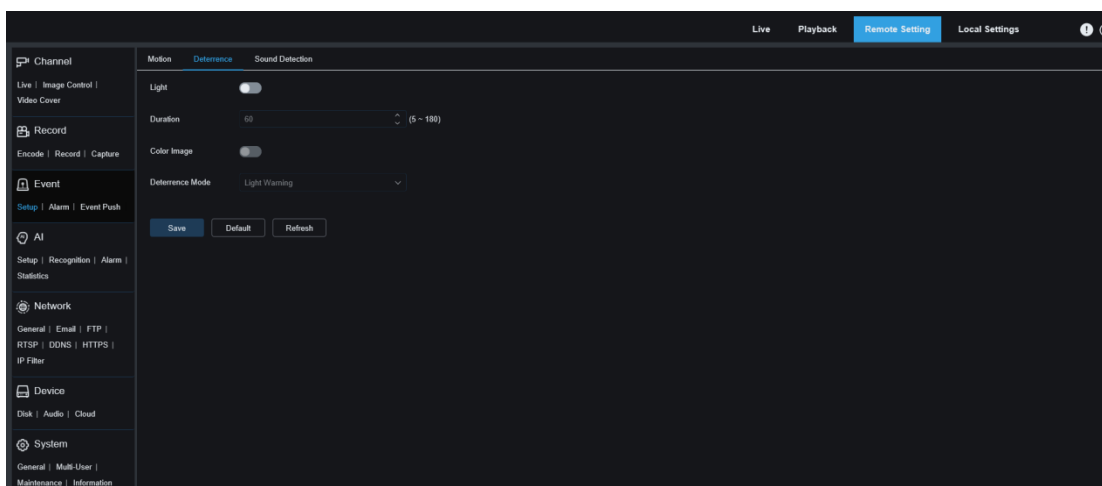 Live Playback Remote Setting Local Settings
Channel
Live | Image Control |
Video Cover
Record
Encode | Record | Capture
Event
Setup | Alarm | Event Push
AI
Setup | Recognition | Alarm |
Statistics
Network
General | Email | FTP |
RTSP | DDNS | HTTPS |
IP Filter
Device
Disk | Audio | Cloud
System
General | Multi-User |
Maintenance | Information
Motion Deterrence Sound Detection
Light
Duration 60 (5 ~ 180)
Color Image
Deterrence Mode Light Warning
Save Default Refresh